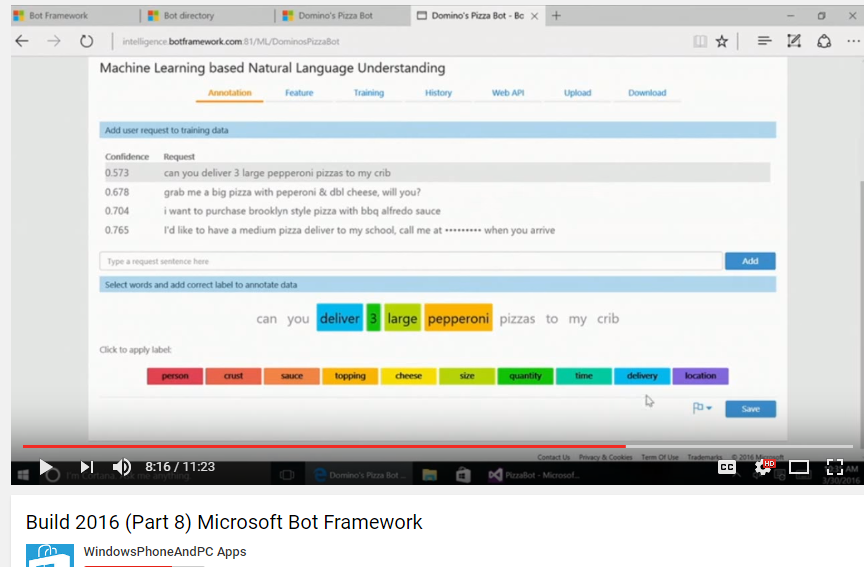 Bot Framework Bot directory Domino's Pizza Bot Domino's Pizza Bot - Bc
intelligence.botframework.com:81/ML/DominosPizzaBot
Machine Learning based Natural Language Understanding
Annotation Feature Training History Web API Upload Download
Add user request to training data
Confidence Request
0.573 can you deliver 3 large pepperoni pizzas to my crib
0.678 grab me a big pizza with peperoni & dbl cheese, will you?
0.704 i want to purchase brooklyn style pizza with bbq alfredo sauce
0.765 I'd like to have a medium pizza deliver to my school, call me at ••••••••• when you arrive
Type a request sentence here Add
Select words and add correct label to annotate data
can you deliver 3 large pepperoni pizzas to my crib
Click to apply label:
person crust sauce topping cheese size quantity time delivery location
Save
Contact Us Privacy & Cookies Term Of Use Trademarks © 2016 Microsoft
8:16 / 11:23 CC HD
I'm Cortana. Ask me anything. Domino's Pizza Bot ... PizzaBot - Microsof... AM
3/30/2016
Build 2016 (Part 8) Microsoft Bot Framework
WindowsPhoneAndPC Apps